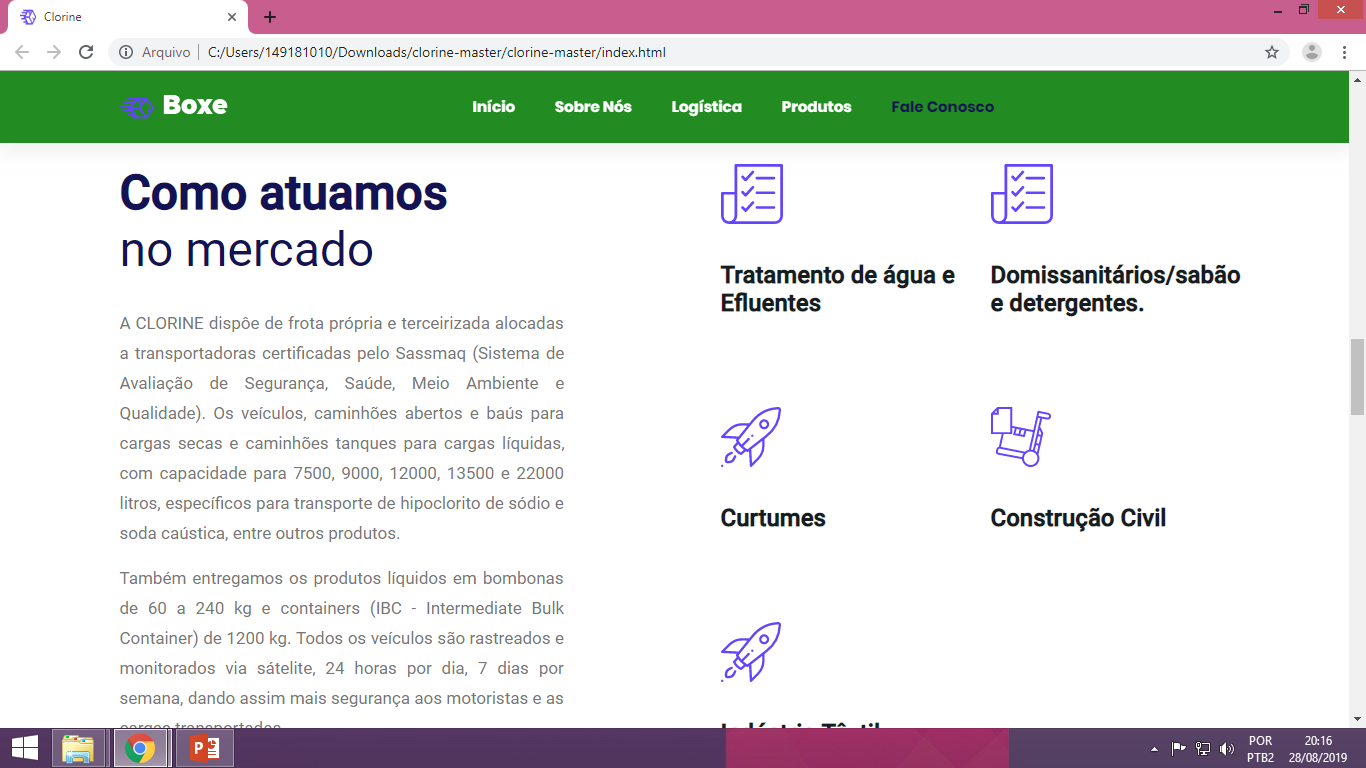 Clorine
Arquivo
C:/Users/149181010/Downloads/clorine-master/clorine-master/index.html
Boxe
Início
Sobre Nós
Logística
Produtos
Fale Conosco
Como atuamos
no mercado
A CLORINE dispõe de frota própria e terceirizada alocadas
a transportadoras certificadas pelo Sassmaq (Sistema de
Avaliação de Segurança, Saúde, Meio Ambiente e
Qualidade). Os veículos, caminhões abertos e baús para
cargas secas e caminhões tanques para cargas líquidas,
com capacidade para 7500, 9000, 12000, 13500 e 22000
litros, específicos para transporte de hipoclorito de sódio e
soda caústica, entre outros produtos.
Também entregamos os produtos líquidos em bombonas
de 60 a 240 kg e containers (IBC - Intermediate Bulk
Container) de 1200 kg. Todos os veículos são rastreados e
monitorados via sátelite, 24 horas por dia, 7 dias por
semana, dando assim mais segurança aos motoristas e as
cargas transportadas.
Tratamento de água e
Efluentes
Domissanitários/sabão
e detergentes.
Curtumes
Construção Civil
Indústria Têxtil
POR
PTB2
20:16
28/08/2019